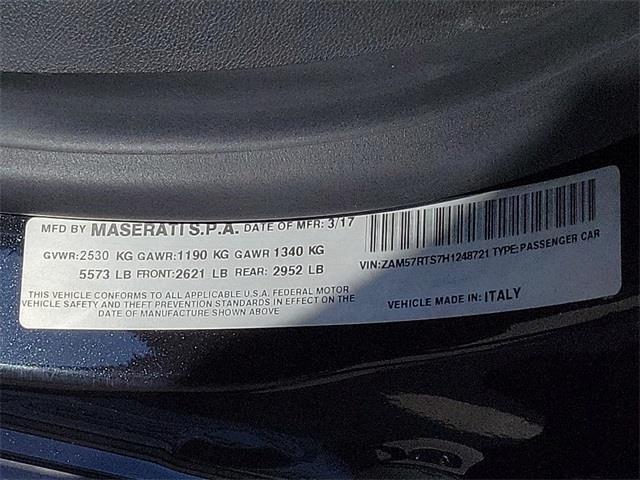 MFD BY MASERATI S.P.A. DATE OF MFR: 3/17
GVWR:2530 KG GAWR:1190 KG GAWR 1340 KG
5573 LB FRONT:2621 LB REAR: 2952 LB
THIS VEHICLE CONFORMS TO ALL APPLICABLE U.S.A. FEDERAL MOTOR
VEHICLE SAFETY AND THEFT PREVENTION STANDARDS IN EFFECT ON THE
DATE OF MANUFACTURE SHOWN ABOVE
VIN:ZAM57RTS7H1248721 TYPE:PASSENGER CAR
VEHICLE MADE IN: ITALY